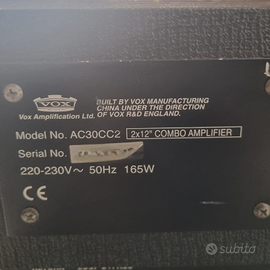 VOX
Vox Amplification Ltd.
BUILT BY VOX MANUFACTURING
CHINA UNDER THE DIRECTION
OF VOX R&D ENGLAND.
Model No. AC30CC2 2x12" COMBO AMPLIFIER
Serial No.
220-230V～ 50Hz 165W
CE
subito